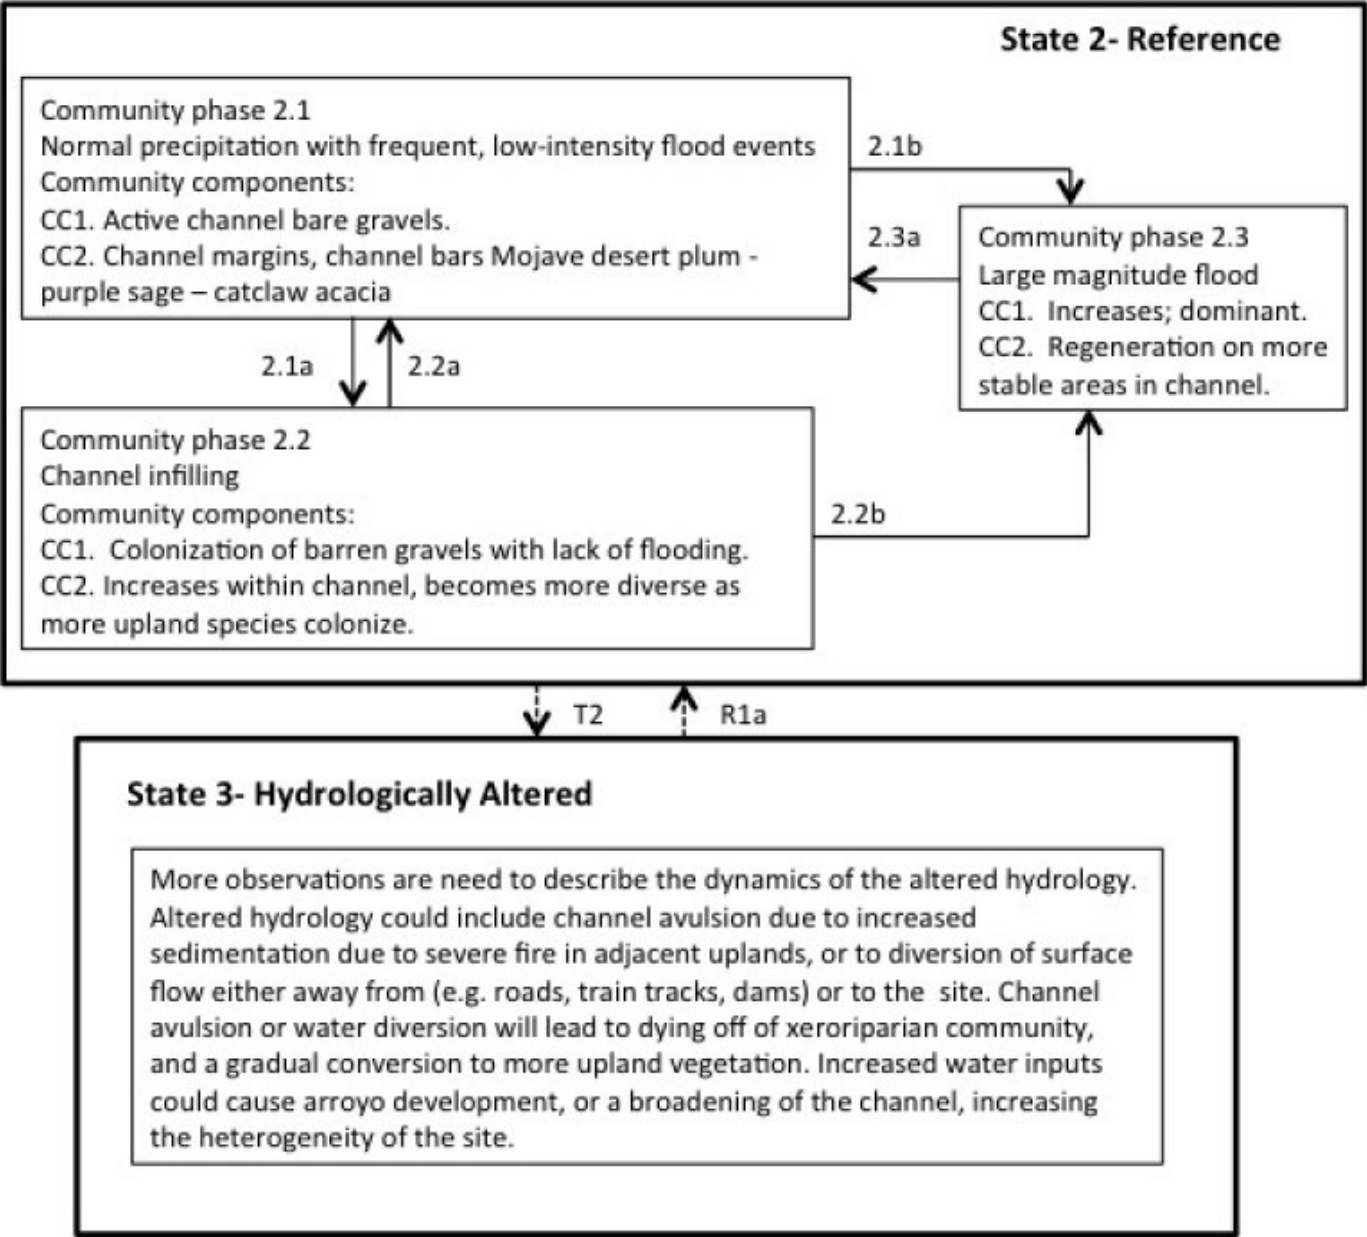 State 2- Reference
Community phase 2.1
Normal precipitation with frequent, low-intensity flood events
Community components:
CC1. Active channel bare gravels.
CC2. Channel margins, channel bars Mojave desert plum -
purple sage – catclaw acacia
2.1b
2.3a
Community phase 2.3
Large magnitude flood
CC1.  Increases; dominant.
CC2.  Regeneration on more
stable areas in channel.
2.1a
2.2a
Community phase 2.2
Channel infilling
Community components:
CC1.  Colonization of barren gravels with lack of flooding.
CC2. Increases within channel, becomes more diverse as
more upland species colonize.
2.2b
T2
R1a
State 3- Hydrologically Altered
More observations are need to describe the dynamics of the altered hydrology.
Altered hydrology could include channel avulsion due to increased
sedimentation due to severe fire in adjacent uplands, or to diversion of surface
flow either away from (e.g. roads, train tracks, dams) or to the  site. Channel
avulsion or water diversion will lead to dying off of xeroriparian community,
and a gradual conversion to more upland vegetation. Increased water inputs
could cause arroyo development, or a broadening of the channel, increasing
the heterogeneity of the site.